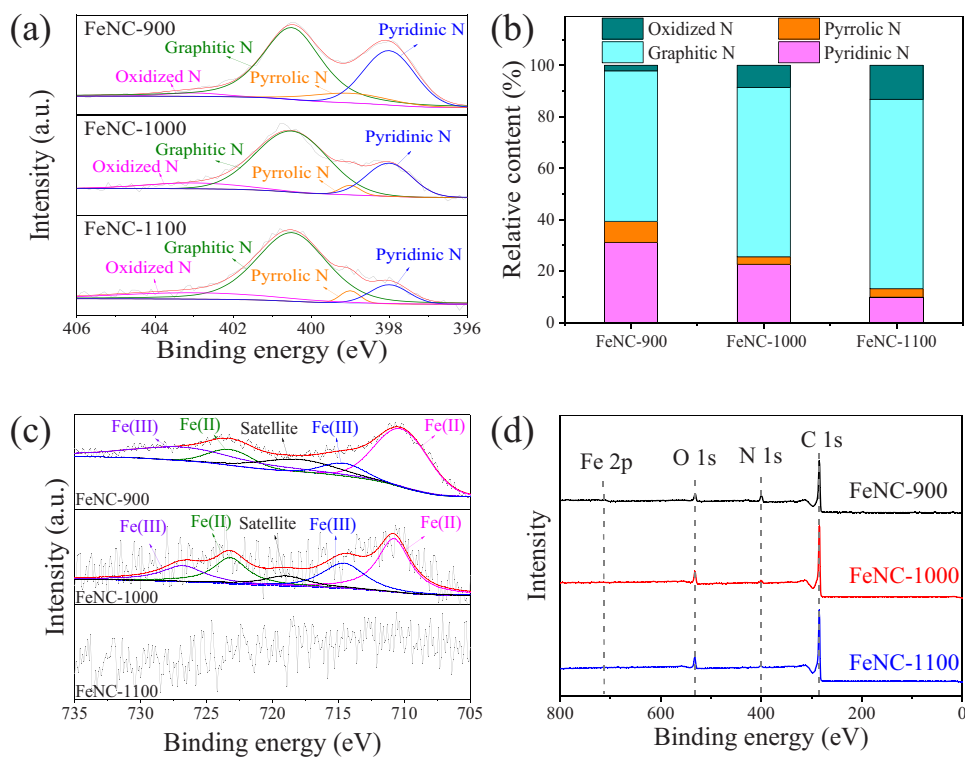 (a)
FeNC-900
Graphitic N
Pyridinic N
Oxidized N
Pyrrolic N
FeNC-1000
Graphitic N
Pyridinic N
Oxidized N
Pyrrolic N
FeNC-1100
Graphitic N
Pyridinic N
Oxidized N
Pyrrolic N
406 404 402 400 398 396
Binding energy (eV)
Intensity (a.u.)
(b)
Oxidized N Pyrrolic N
Graphitic N Pyridinic N
100
80
60
40
20
0
FeNC-900 FeNC-1000 FeNC-1100
Relative content (%)
(c)
Fe(III) Fe(II) Satellite Fe(III) Fe(II)
FeNC-900
Fe(III) Fe(II) Satellite Fe(III) Fe(II)
FeNC-1000
FeNC-1100
735 730 725 720 715 710 705
Binding energy (eV)
Intensity (a.u.)
(d)
Fe 2p O 1s N 1s C 1s
FeNC-900
FeNC-1000
FeNC-1100
800 600 400 200 0
Binding energy (eV)
Intensity